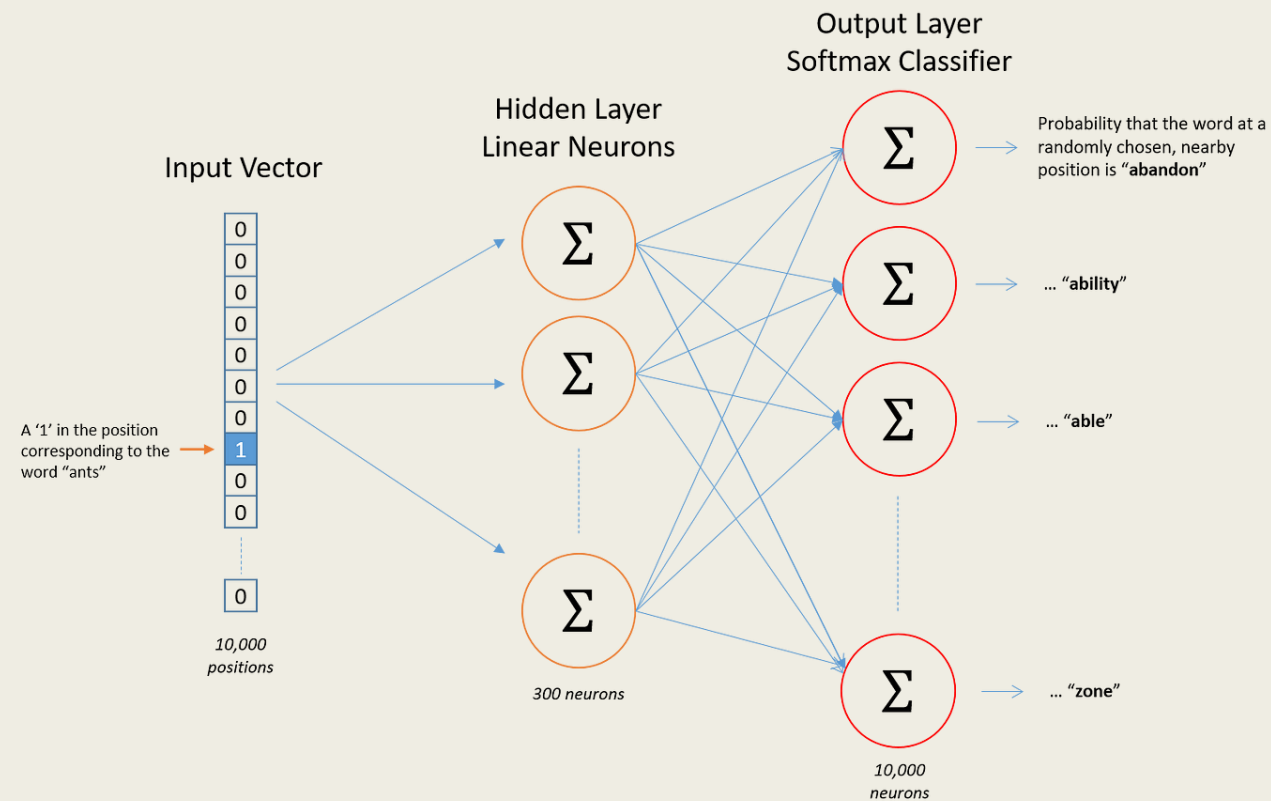 Output Layer
Softmax Classifier
Hidden Layer
Linear Neurons
Input Vector
0
0
0
0
0
0
0
1
0
0
0
A ‘1’ in the position
corresponding to the
word “ants”
10,000
positions
Σ
Σ
Σ
300 neurons
Σ
Σ
Σ
Σ
10,000
neurons
Probability that the word at a
randomly chosen, nearby
position is “abandon”
... “ability”
... “able”
... “zone”